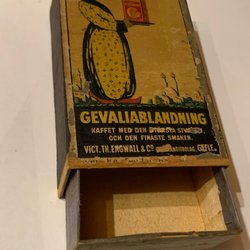 GEVALIABLANDNING
KAFFET MED DEN
OCH DEN FINASTE SMAKEN.
VICT. TH. ENGWALL & Co GEFLE.